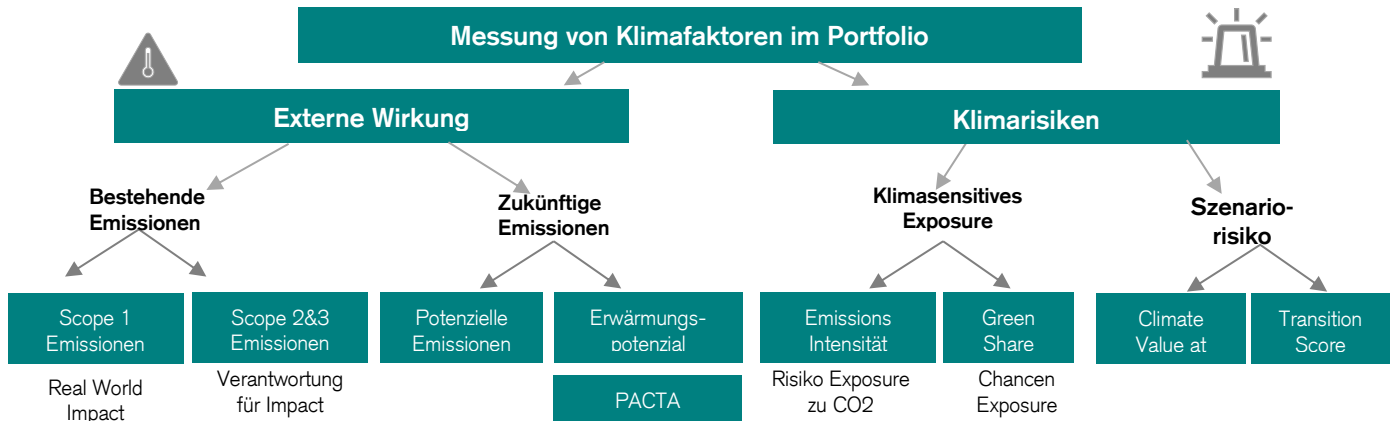 Messung von Klimafaktoren im Portfolio
Externe Wirkung
Klimarisiken
Bestehende
Emissionen
Zukünftige
Emissionen
Klimasensitives
Exposure
Szenario-
risiko
Scope 1
Emissionen
Scope 2&3
Emissionen
Potenzielle
Emissionen
Erwärmungs-
potenzial
Emissions
Intensität
Green
Share
Climate
Value at
Transition
Score
Real World
Impact
Verantwortung
für Impact
PACTA
Risiko Exposure
zu CO2
Chancen
Exposure